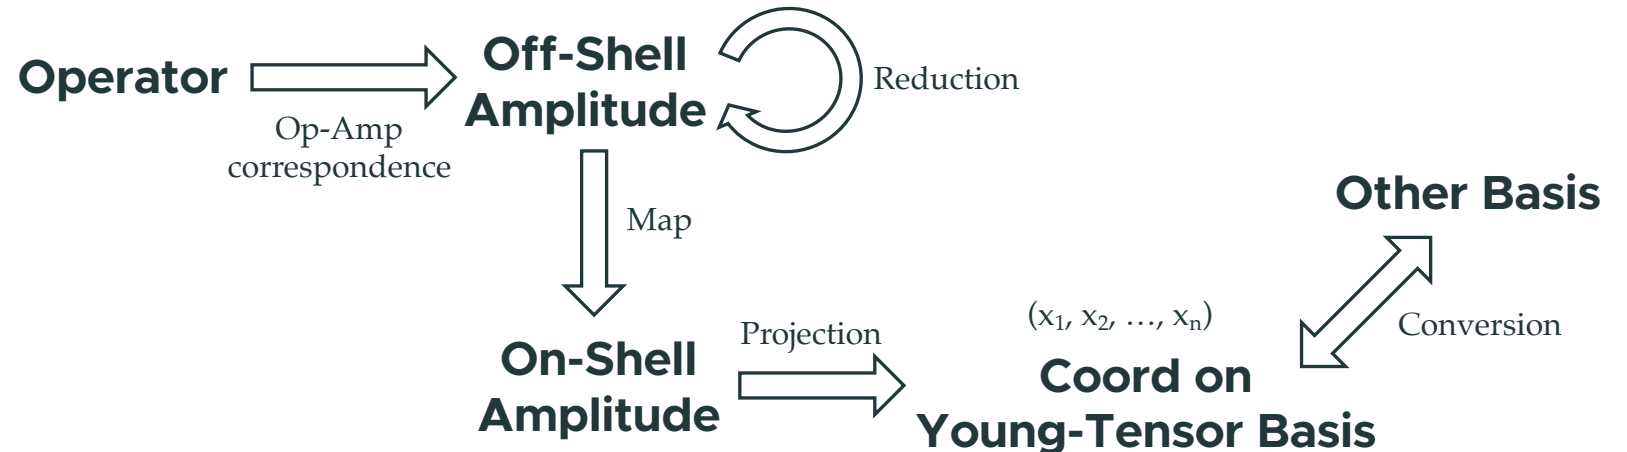 Operator
Op-Amp
correspondence
Off-Shell
Amplitude
Reduction
Map
On-Shell
Amplitude
Projection
(x₁, x₂, …, xₙ)
Coord on
Young-Tensor Basis
Other Basis
Conversion